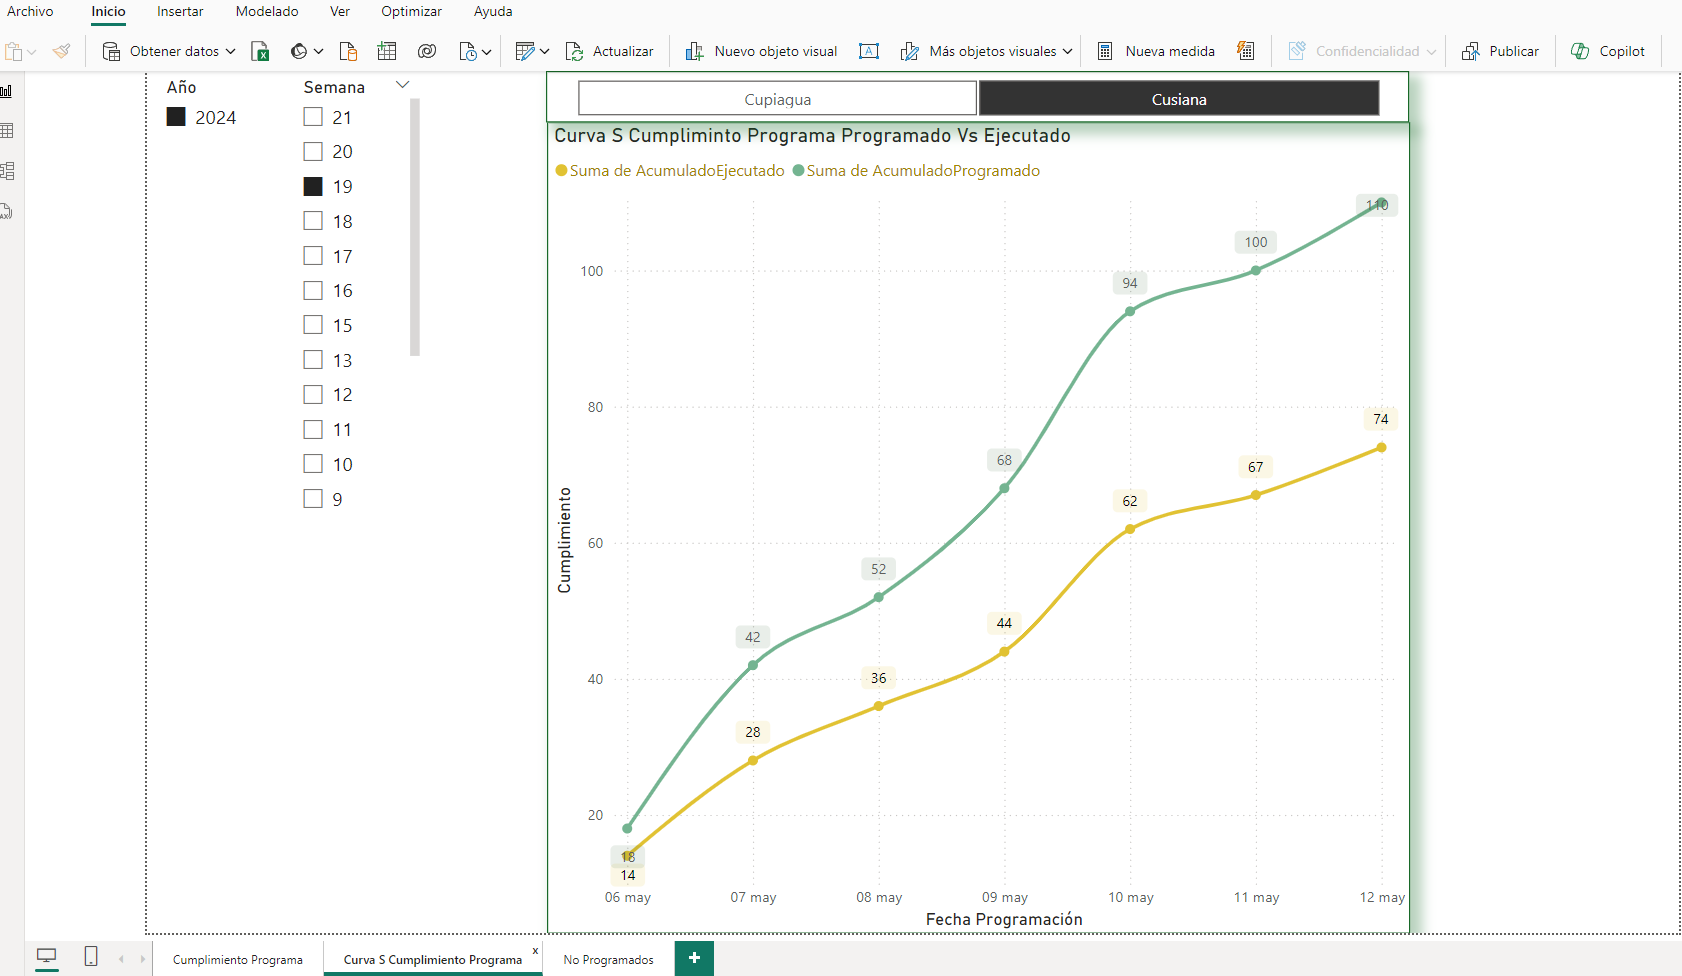 Archivo Inicio Insertar Modelado Ver Optimizar Ayuda
Obtener datos Actualizar Nuevo objeto visual Más objetos visuales Nueva medida Confidencialidad Publicar Copilot
Año
2024
Semana
21
20
19
18
17
16
15
13
12
11
10
9
Cupiagua Cusiana
Curva S Cumpliminto Programa Programado Vs Ejecutado
Suma de AcumuladoEjecutado Suma de AcumuladoProgramado
Cumplimiento
100
80
60
40
20
18
42
52
68
94
100
110
14
28
36
44
62
67
74
06 may 07 may 08 may 09 may 10 may 11 may 12 may
Fecha Programación
Cumplimiento Programa Curva S Cumplimiento Programa x No Programados +